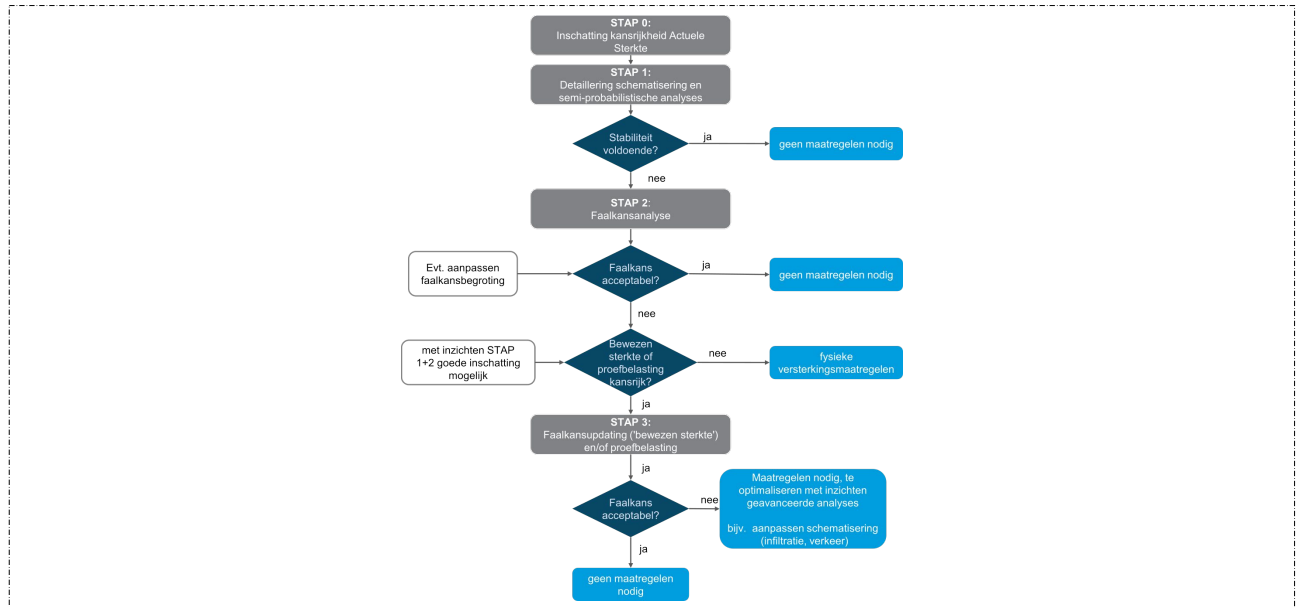 STAP 0:
Inschatting kansrijkheid Actuele
Sterkte
STAP 1:
Detaillering schematisering en
semi-probabilistische analyses
Stabiliteit
voldoende?
ja
geen maatregelen nodig
nee
STAP 2:
Faalkansanalyse
Evt. aanpassen
faalkansbegroting
Faalkans
acceptabel?
ja
geen maatregelen nodig
nee
met inzichten STAP
1+2 goede inschatting
mogelijk
Bewezen
sterkte of
proefbelasting
kansrijk?
nee
fysieke
versterkingsmaatregelen
ja
STAP 3:
Faalkansupdating ('bewezen sterkte')
en/of proefbelasting
ja
Faalkans
acceptabel?
nee
Maatregelen nodig, te
optimaliseren met inzichten
geavanceerde analyses
bijv. aanpassen schematisering
(infiltratie, verkeer)
ja
geen maatregelen
nodig